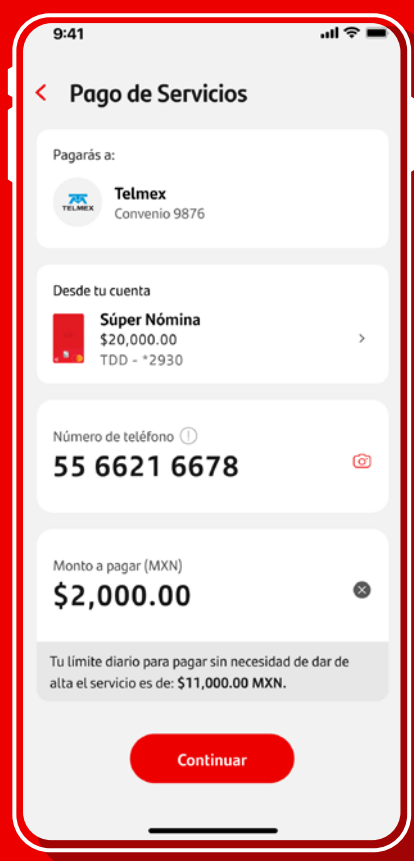 9:41
Pago de Servicios
Pagarás a:
TELMEX
Telmex
Convenio 9876
Desde tu cuenta
Súper Nómina
$20,000.00
TDD - *2930
Número de teléfono
55 6621 6678
Monto a pagar (MXN)
$2,000.00
Tu límite diario para pagar sin necesidad de dar de
alta el servicio es de: $11,000.00 MXN.
Continuar